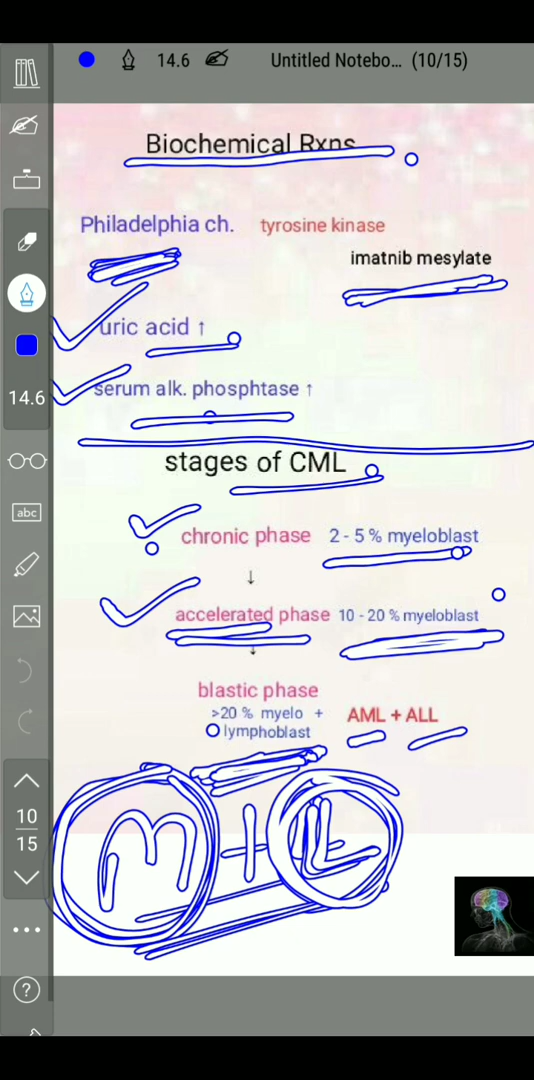 14.6 Untitled Notebo... (10/15)
Biochemical Rxns
Philadelphia ch. tyrosine kinase
imatnib mesylate
uric acid ↑
serum alk. phosphtase ↑
14.6
stages of CML
abc
chronic phase 2 - 5 % myeloblast
↓
accelerated phase 10 - 20 % myeloblast
↓
blastic phase
>20 % myelo + AML + ALL
lymphoblast
M + L
10
15
?